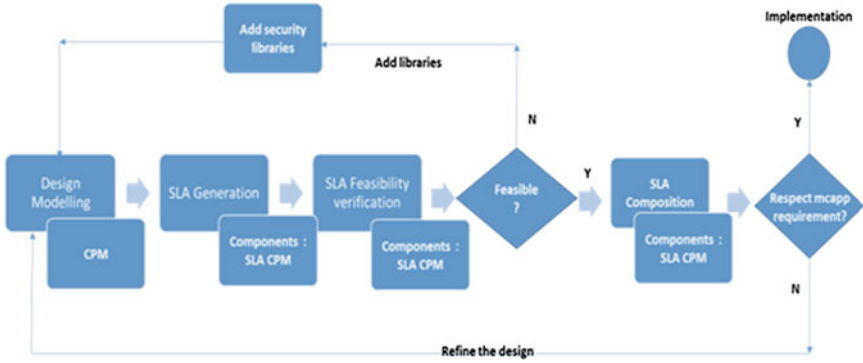 Implementation
Add security
libraries
Add libraries
N
Y
Design
Modelling
CPM
SLA Generation
Components :
SLA CPM
SLA Feasibility
verification
Components :
SLA CPM
Feasible
?
Y
SLA
Composition
Components :
SLA CPM
Respect mcapp
requirement?
N
Refine the design